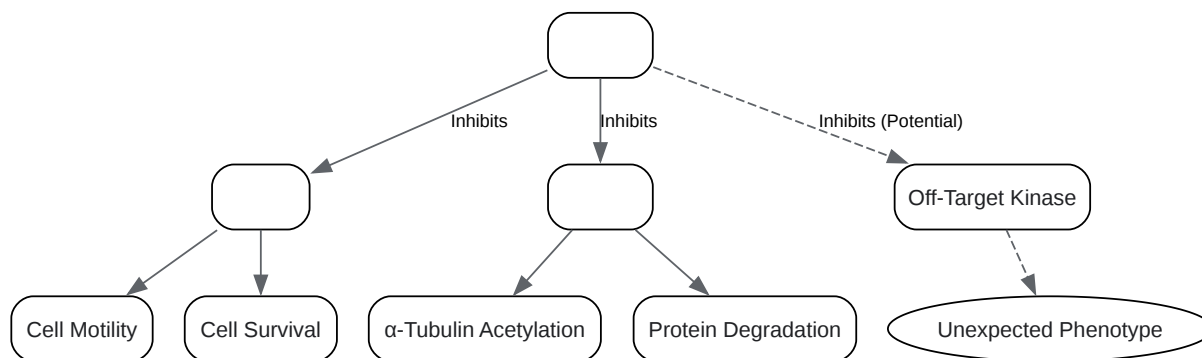 Inhibits
Inhibits
Inhibits (Potential)
Off-Target Kinase
Cell Motility
Cell Survival
α-Tubulin Acetylation
Protein Degradation
Unexpected Phenotype